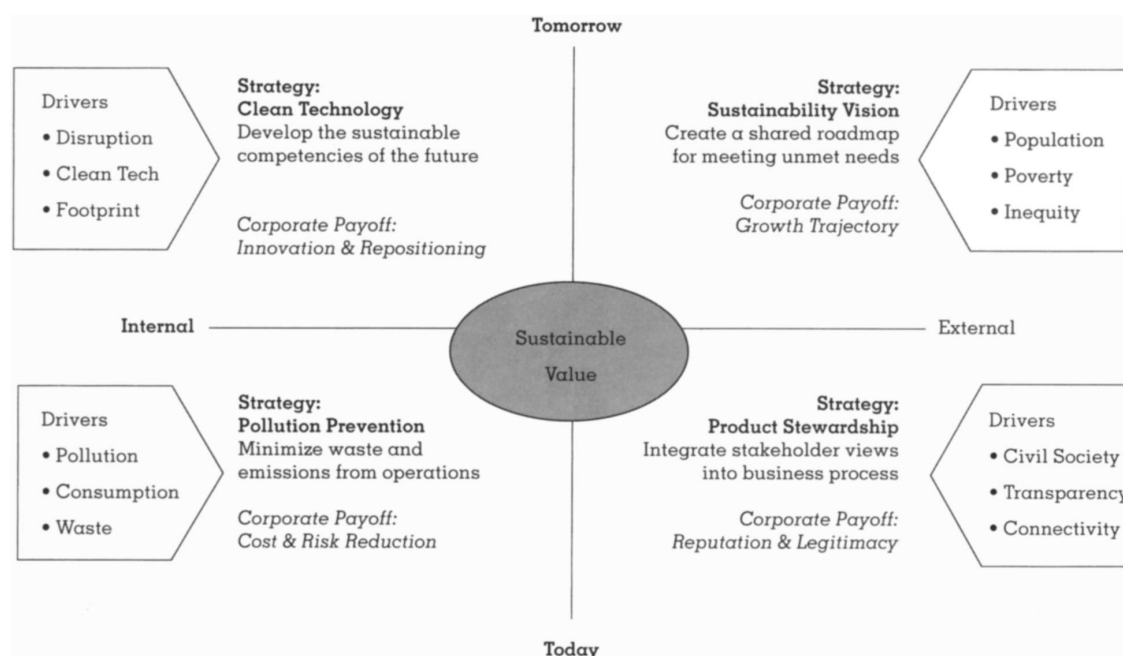 Tomorrow
Drivers
• Disruption
• Clean Tech
• Footprint
Strategy:
Clean Technology
Develop the sustainable
competencies of the future
Corporate Payoff:
Innovation & Repositioning
Strategy:
Sustainability Vision
Create a shared roadmap
for meeting unmet needs
Corporate Payoff:
Growth Trajectory
Drivers
• Population
• Poverty
• Inequity
Internal
Sustainable
Value
External
Drivers
• Pollution
• Consumption
• Waste
Strategy:
Pollution Prevention
Minimize waste and
emissions from operations
Corporate Payoff:
Cost & Risk Reduction
Strategy:
Product Stewardship
Integrate stakeholder views
into business process
Corporate Payoff:
Reputation & Legitimacy
Drivers
• Civil Society
• Transparency
• Connectivity
Today